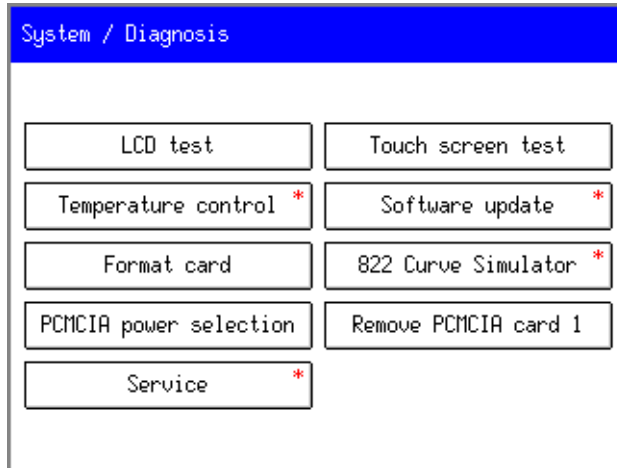 System / Diagnosis
LCD test
Touch screen test
Temperature control *
Software update *
Format card
822 Curve Simulator *
PCMCIA power selection
Remove PCMCIA card 1
Service *